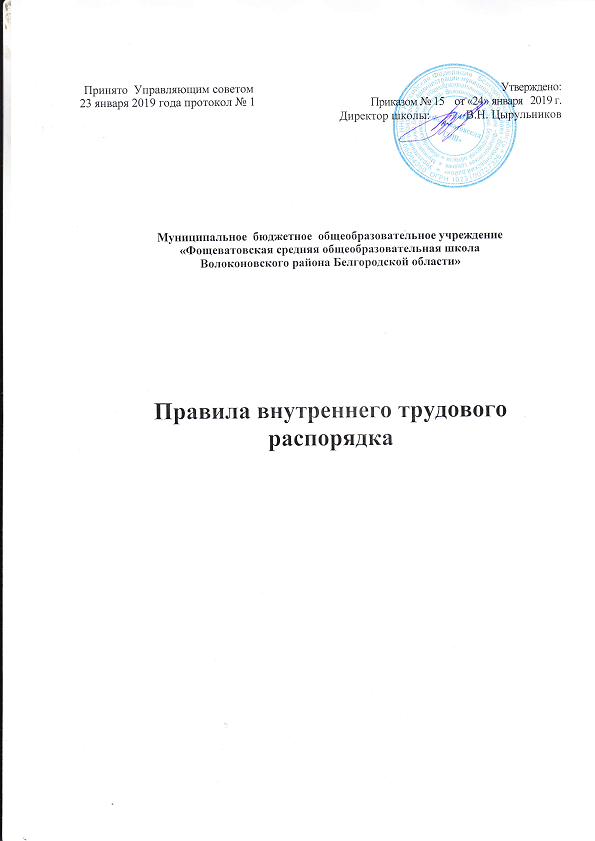 Принято Управляющим советом
23 января 2019 года протокол № 1
Утверждено:
Приказом № 15 от «24» января 2019 г.
Директор школы: В.Н. Цырульников
Муниципальное бюджетное общеобразовательное учреждение
«Фощеватовская средняя общеобразовательная школа
Волоконовского района Белгородской области»
Правила внутреннего трудового
распорядка